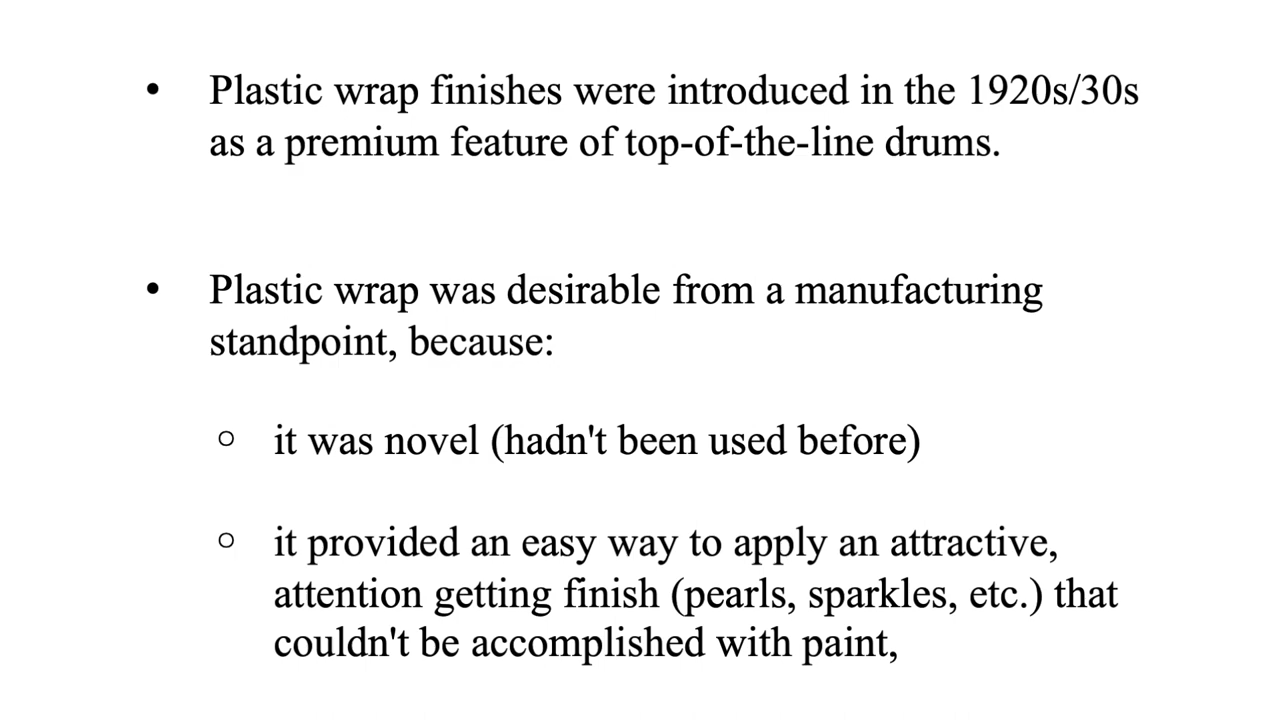 • Plastic wrap finishes were introduced in the 1920s/30s
as a premium feature of top-of-the-line drums.
• Plastic wrap was desirable from a manufacturing
standpoint, because:
○ it was novel (hadn't been used before)
○ it provided an easy way to apply an attractive,
attention getting finish (pearls, sparkles, etc.) that
couldn't be accomplished with paint,